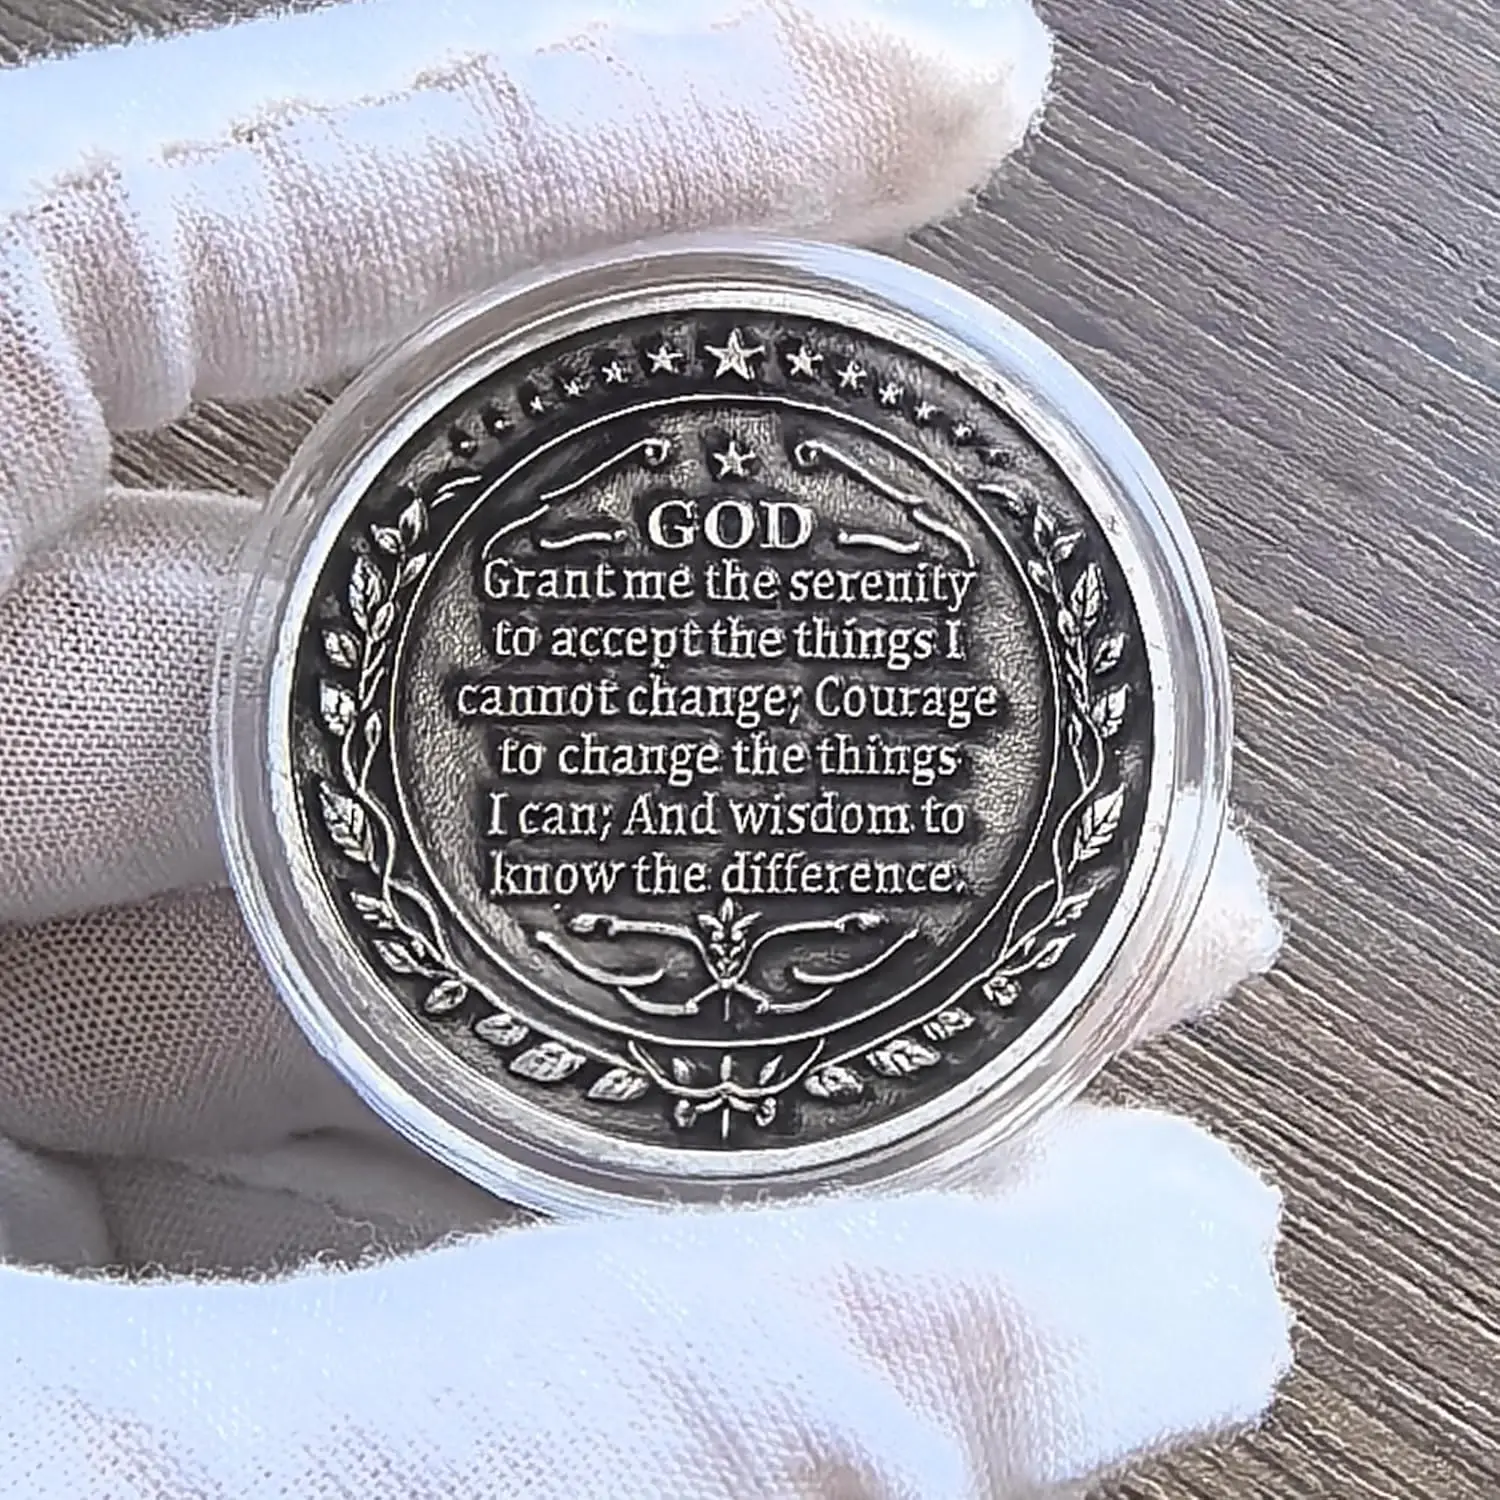 GOD
Grant me the serenity
to accept the things I
cannot change; Courage
to change the things
I can; And wisdom to
know the difference.